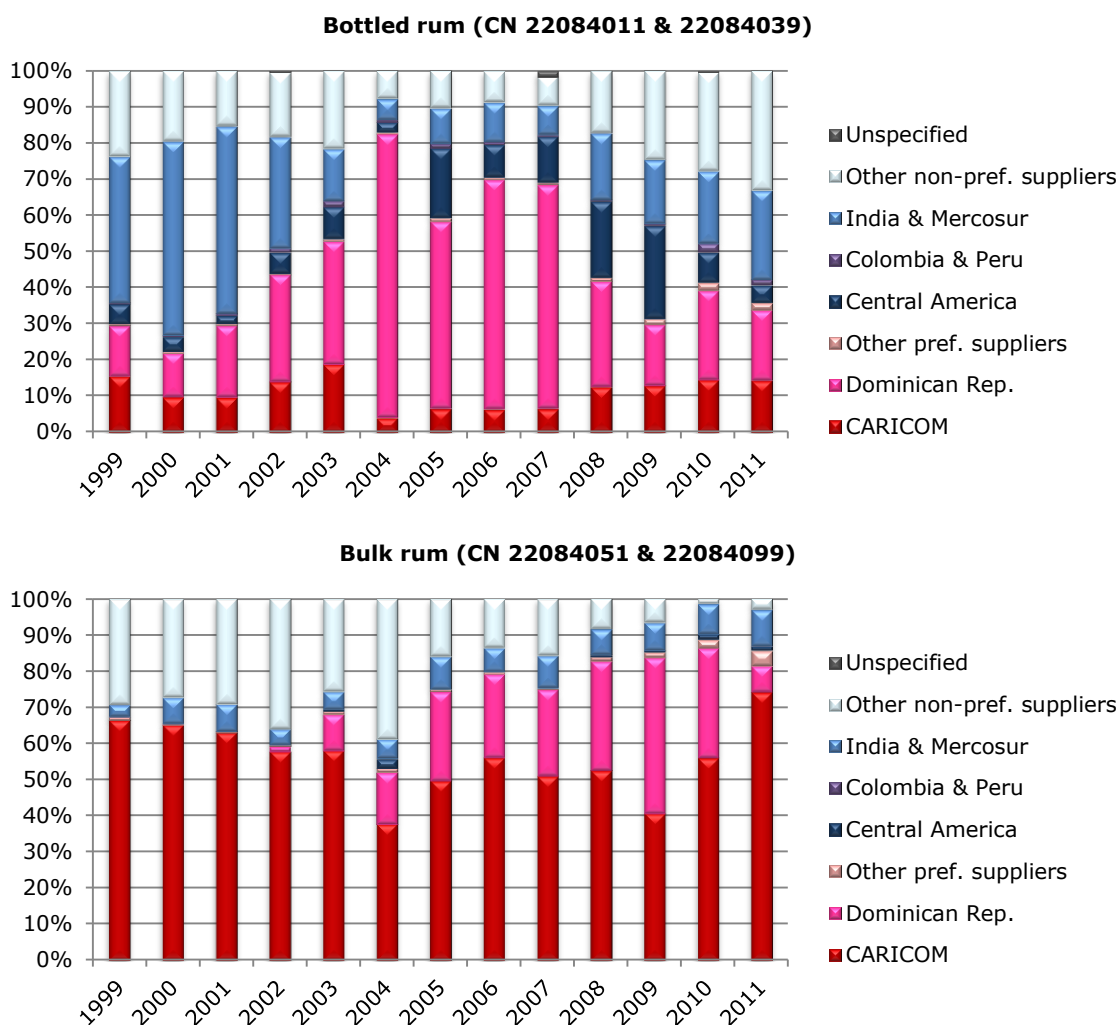 Bottled rum (CN 22084011 & 22084039)
100%
90%
80%
70%
60%
50%
40%
30%
20%
10%
0%
1999
2000
2001
2002
2003
2004
2005
2006
2007
2008
2009
2010
2011
Unspecified
Other non-pref. suppliers
India & Mercosur
Colombia & Peru
Central America
Other pref. suppliers
Dominican Rep.
CARICOM
Bulk rum (CN 22084051 & 22084099)
100%
90%
80%
70%
60%
50%
40%
30%
20%
10%
0%
1999
2000
2001
2002
2003
2004
2005
2006
2007
2008
2009
2010
2011
Unspecified
Other non-pref. suppliers
India & Mercosur
Colombia & Peru
Central America
Other pref. suppliers
Dominican Rep.
CARICOM